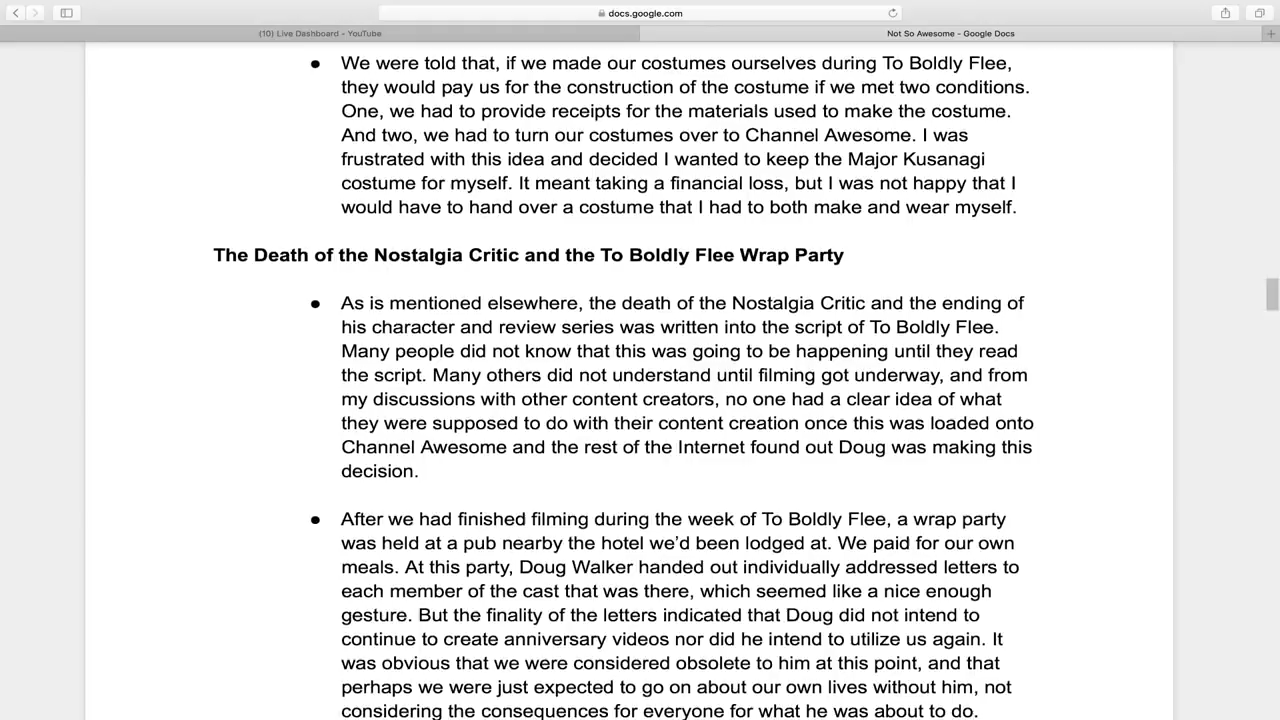 docs.google.com
(10) Live Dashboard - YouTube
Not So Awesome - Google Docs
• We were told that, if we made our costumes ourselves during To Boldly Flee,
they would pay us for the construction of the costume if we met two conditions.
One, we had to provide receipts for the materials used to make the costume.
And two, we had to turn our costumes over to Channel Awesome. I was
frustrated with this idea and decided I wanted to keep the Major Kusanagi
costume for myself. It meant taking a financial loss, but I was not happy that I
would have to hand over a costume that I had to both make and wear myself.
The Death of the Nostalgia Critic and the To Boldly Flee Wrap Party
• As is mentioned elsewhere, the death of the Nostalgia Critic and the ending of
his character and review series was written into the script of To Boldly Flee.
Many people did not know that this was going to be happening until they read
the script. Many others did not understand until filming got underway, and from
my discussions with other content creators, no one had a clear idea of what
they were supposed to do with their content creation once this was loaded onto
Channel Awesome and the rest of the Internet found out Doug was making this
decision.
• After we had finished filming during the week of To Boldly Flee, a wrap party
was held at a pub nearby the hotel we’d been lodged at. We paid for our own
meals. At this party, Doug Walker handed out individually addressed letters to
each member of the cast that was there, which seemed like a nice enough
gesture. But the finality of the letters indicated that Doug did not intend to
continue to create anniversary videos nor did he intend to utilize us again. It
was obvious that we were considered obsolete to him at this point, and that
perhaps we were just expected to go on about our own lives without him, not
considering the consequences for everyone for what he was about to do.